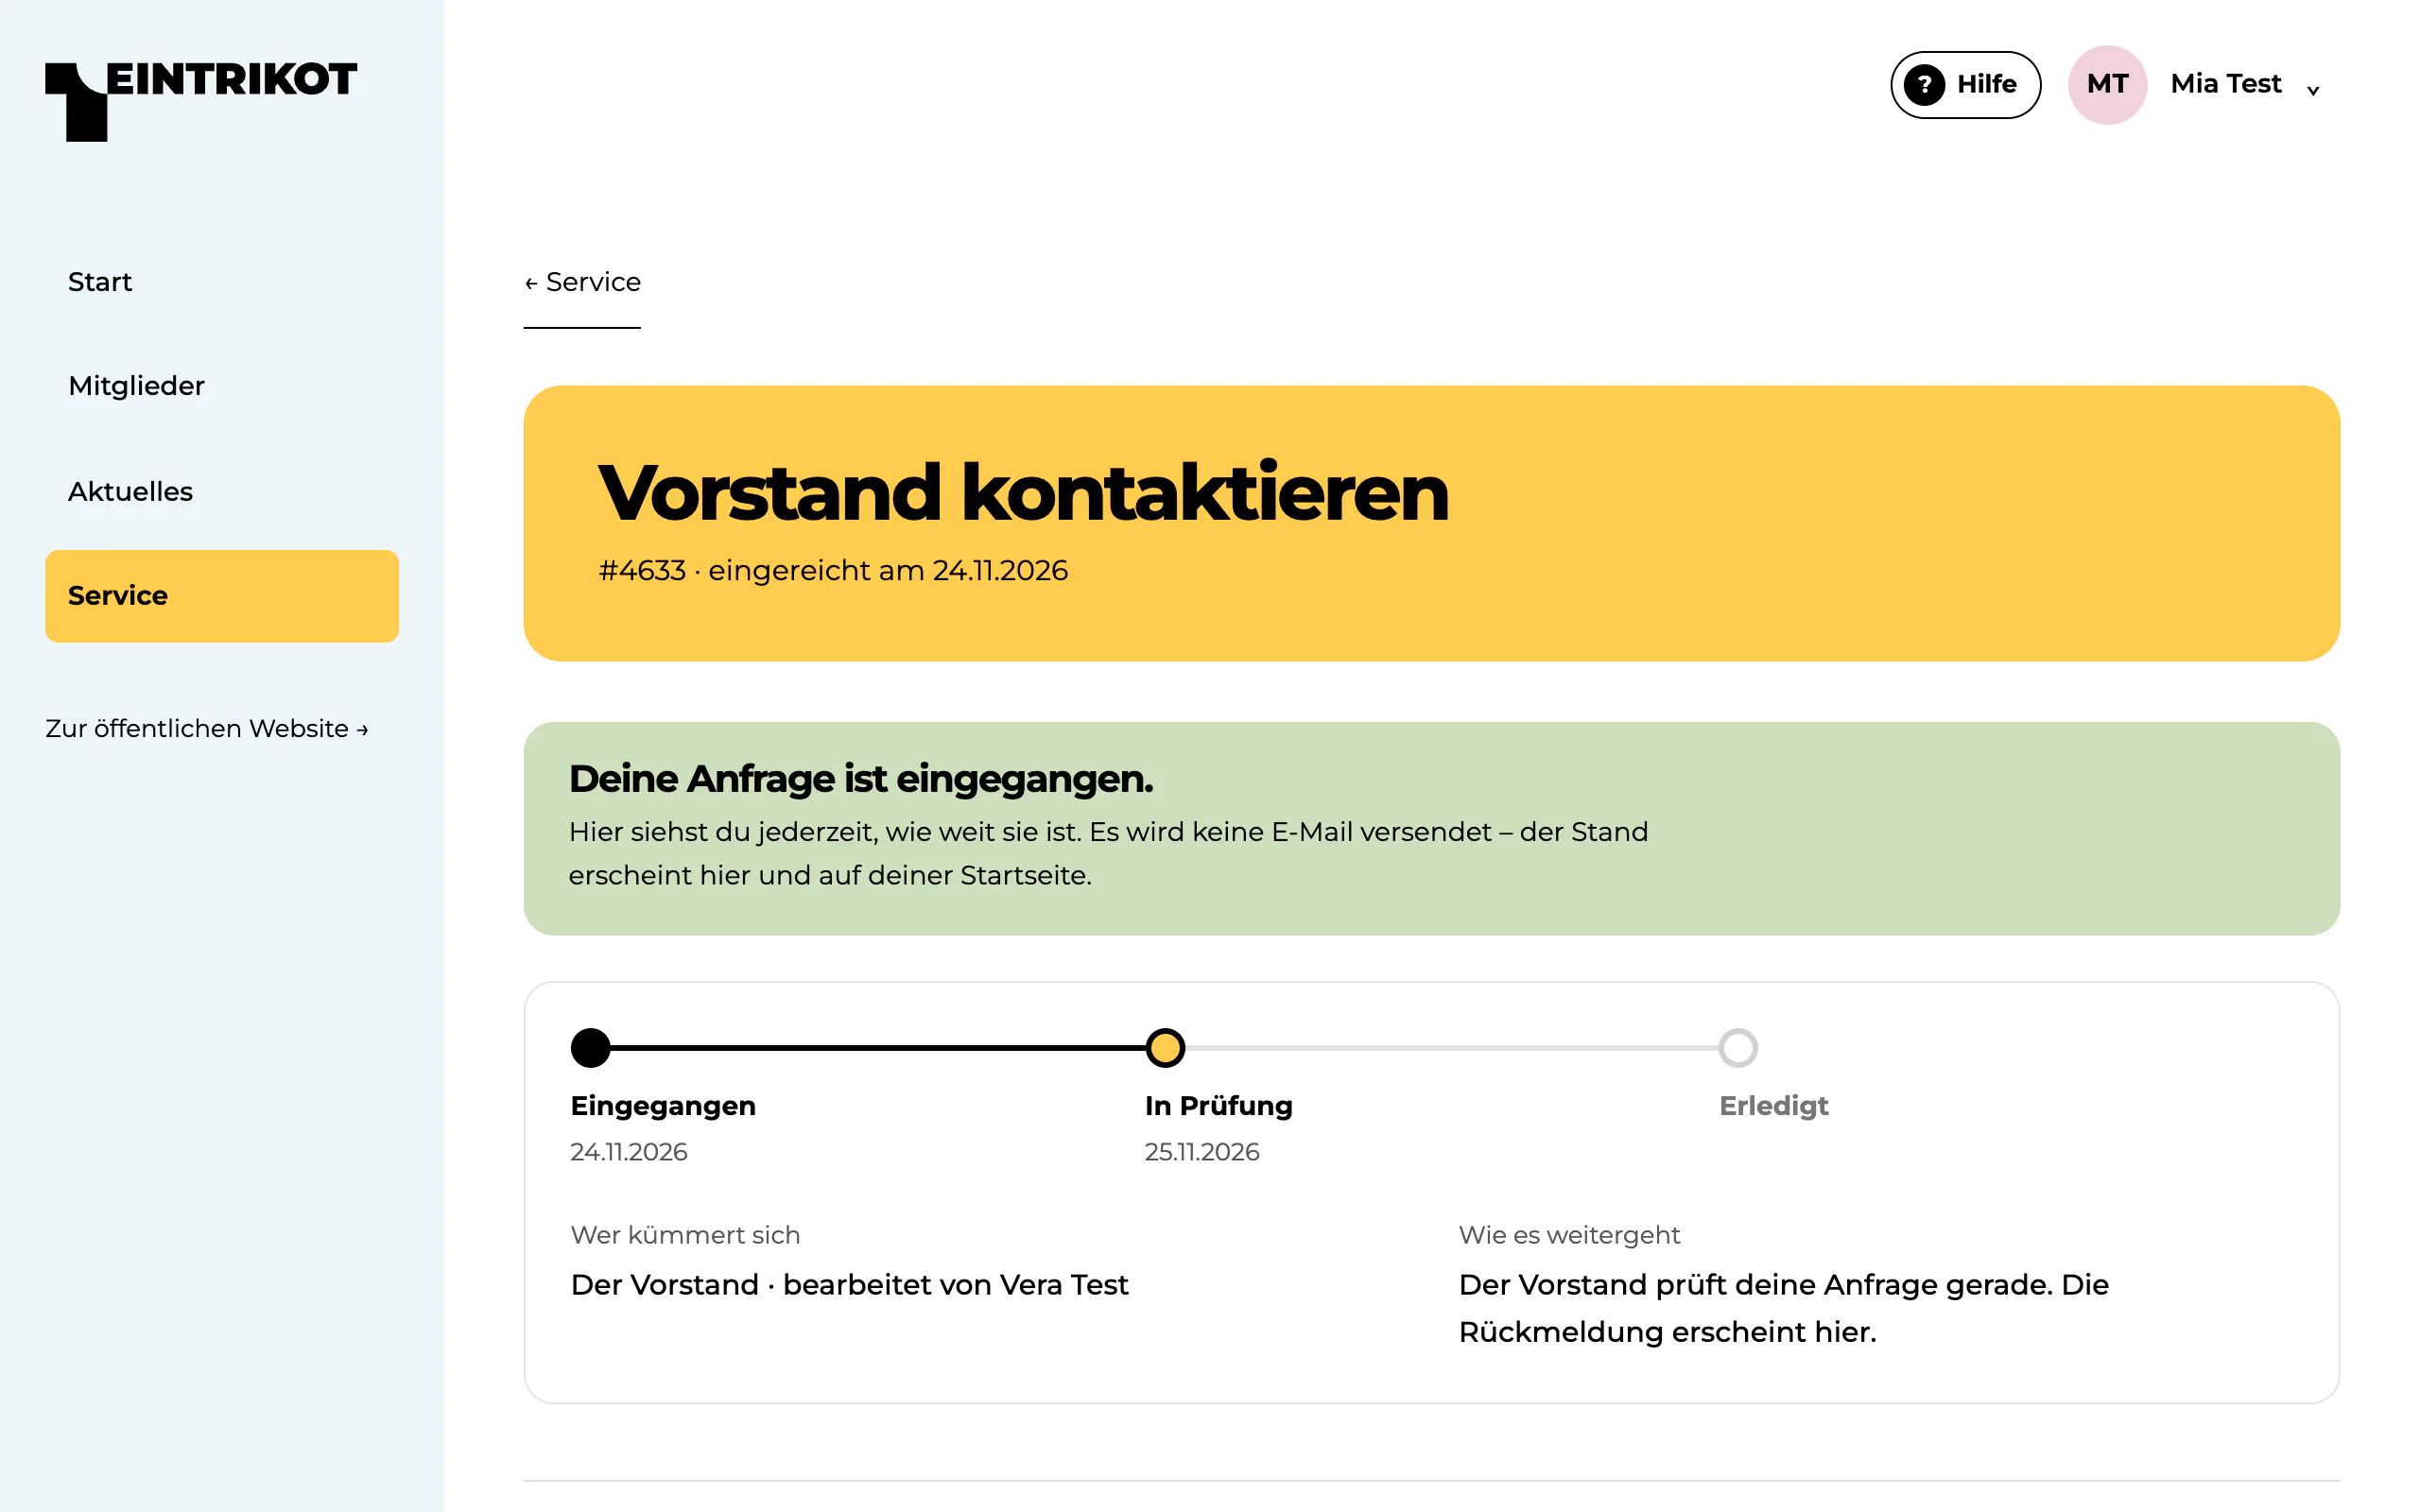 EINTRIKOT
? Hilfe
MT
Mia Test
Start
Mitglieder
Aktuelles
Service
Zur öffentlichen Website →
← Service
Vorstand kontaktieren
#4633 · eingereicht am 24.11.2026
Deine Anfrage ist eingegangen.
Hier siehst du jederzeit, wie weit sie ist. Es wird keine E-Mail versendet – der Stand
erscheint hier und auf deiner Startseite.
Eingegangen
24.11.2026
In Prüfung
25.11.2026
Erledigt
Wer kümmert sich
Der Vorstand · bearbeitet von Vera Test
Wie es weitergeht
Der Vorstand prüft deine Anfrage gerade. Die
Rückmeldung erscheint hier.